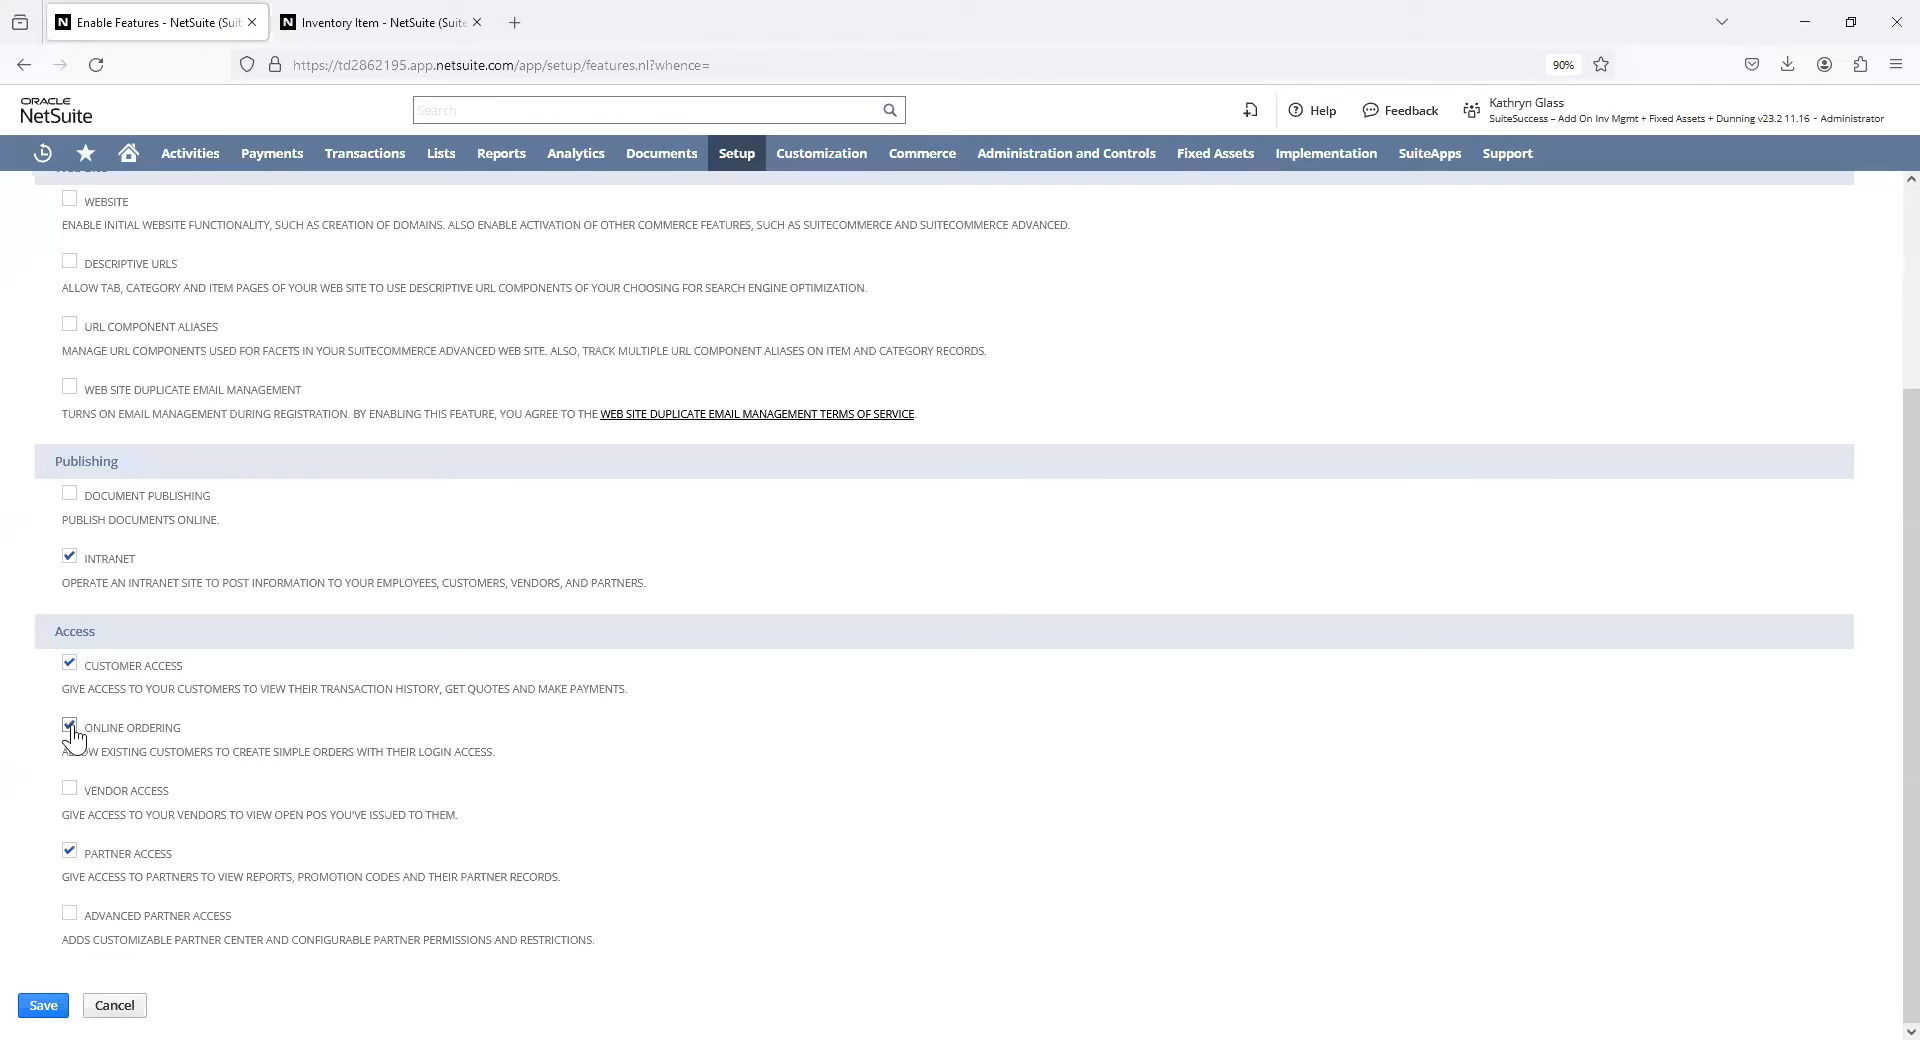 Enable Features - NetSuite (Suit
Inventory Item - NetSuite (Suite
https://td2862195.app.netsuite.com/app/setup/features.nl?whence=
90%
ORACLE
NetSuite
Search
Help
Feedback
Kathryn Glass
SuiteSuccess – Add On Inv Mgmt + Fixed Assets + Dunning v23.2 11.16 - Administrator
Activities
Payments
Transactions
Lists
Reports
Analytics
Documents
Setup
Customization
Commerce
Administration and Controls
Fixed Assets
Implementation
SuiteApps
Support
WEBSITE
ENABLE INITIAL WEBSITE FUNCTIONALITY, SUCH AS CREATION OF DOMAINS. ALSO ENABLE ACTIVATION OF OTHER COMMERCE FEATURES, SUCH AS SUITECOMMERCE AND SUITECOMMERCE ADVANCED.
DESCRIPTIVE URLS
ALLOW TAB, CATEGORY AND ITEM PAGES OF YOUR WEB SITE TO USE DESCRIPTIVE URL COMPONENTS OF YOUR CHOOSING FOR SEARCH ENGINE OPTIMIZATION.
URL COMPONENT ALIASES
MANAGE URL COMPONENTS USED FOR FACETS IN YOUR SUITECOMMERCE ADVANCED WEB SITE. ALSO, TRACK MULTIPLE URL COMPONENT ALIASES ON ITEM AND CATEGORY RECORDS.
WEB SITE DUPLICATE EMAIL MANAGEMENT
TURNS ON EMAIL MANAGEMENT DURING REGISTRATION. BY ENABLING THIS FEATURE, YOU AGREE TO THE WEB SITE DUPLICATE EMAIL MANAGEMENT TERMS OF SERVICE.
Publishing
DOCUMENT PUBLISHING
PUBLISH DOCUMENTS ONLINE.
INTRANET
OPERATE AN INTRANET SITE TO POST INFORMATION TO YOUR EMPLOYEES, CUSTOMERS, VENDORS, AND PARTNERS.
Access
CUSTOMER ACCESS
GIVE ACCESS TO YOUR CUSTOMERS TO VIEW THEIR TRANSACTION HISTORY, GET QUOTES AND MAKE PAYMENTS.
ONLINE ORDERING
EXISTING CUSTOMERS TO CREATE SIMPLE ORDERS WITH THEIR LOGIN ACCESS.
VENDOR ACCESS
GIVE ACCESS TO YOUR VENDORS TO VIEW OPEN POS YOU'VE ISSUED TO THEM.
PARTNER ACCESS
GIVE ACCESS TO PARTNERS TO VIEW REPORTS, PROMOTION CODES AND THEIR PARTNER RECORDS.
ADVANCED PARTNER ACCESS
ADDS CUSTOMIZABLE PARTNER CENTER AND CONFIGURABLE PARTNER PERMISSIONS AND RESTRICTIONS.
Save
Cancel